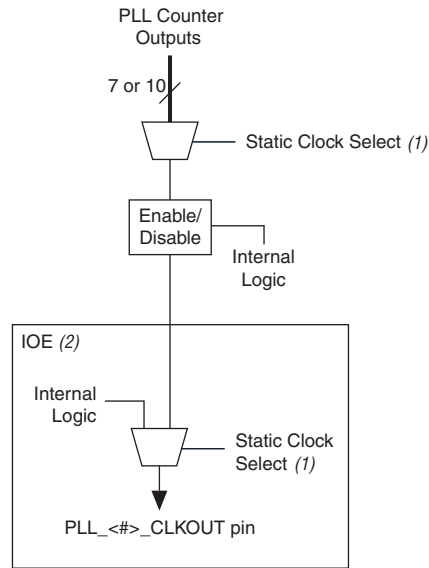 PLL Counter
Outputs
7 or 10
Static Clock Select (1)
Enable/
Disable
Internal
Logic
IOE (2)
Internal
Logic
Static Clock
Select (1)
PLL_<#>_CLKOUT pin